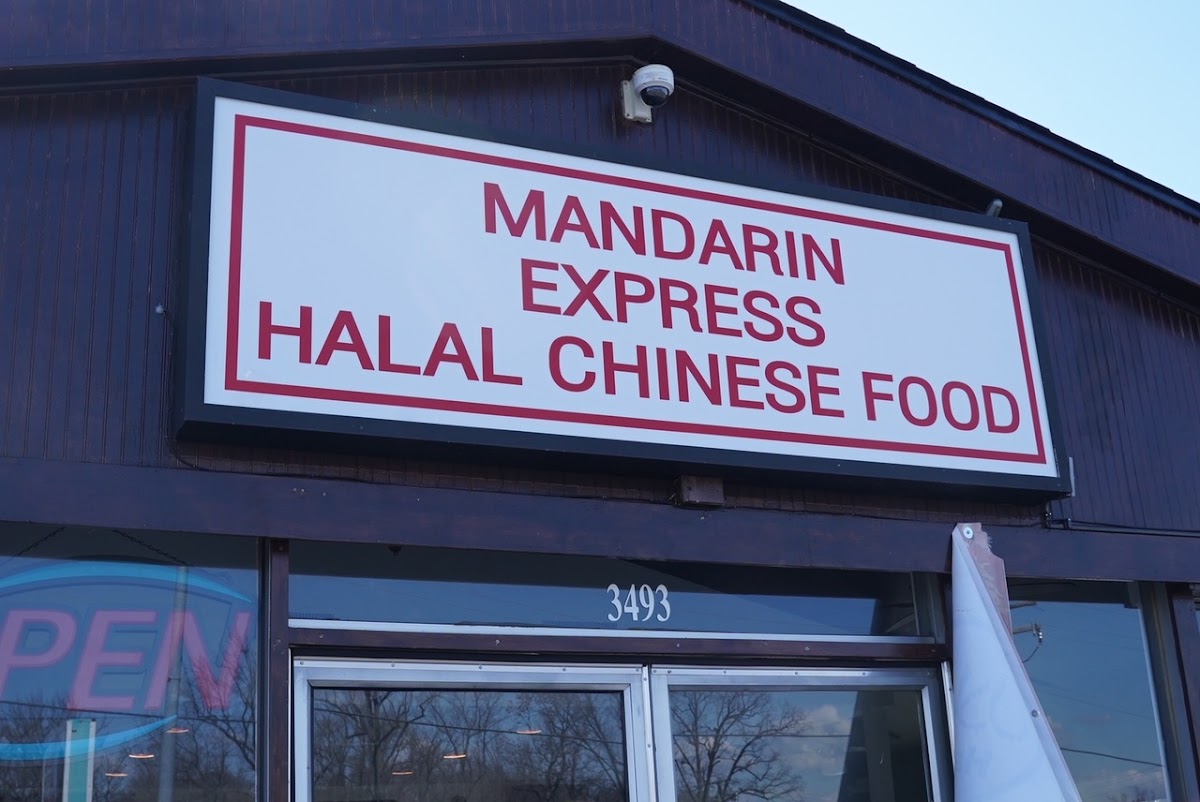 MANDARIN
EXPRESS
HALAL CHINESE FOOD
3493
PEN